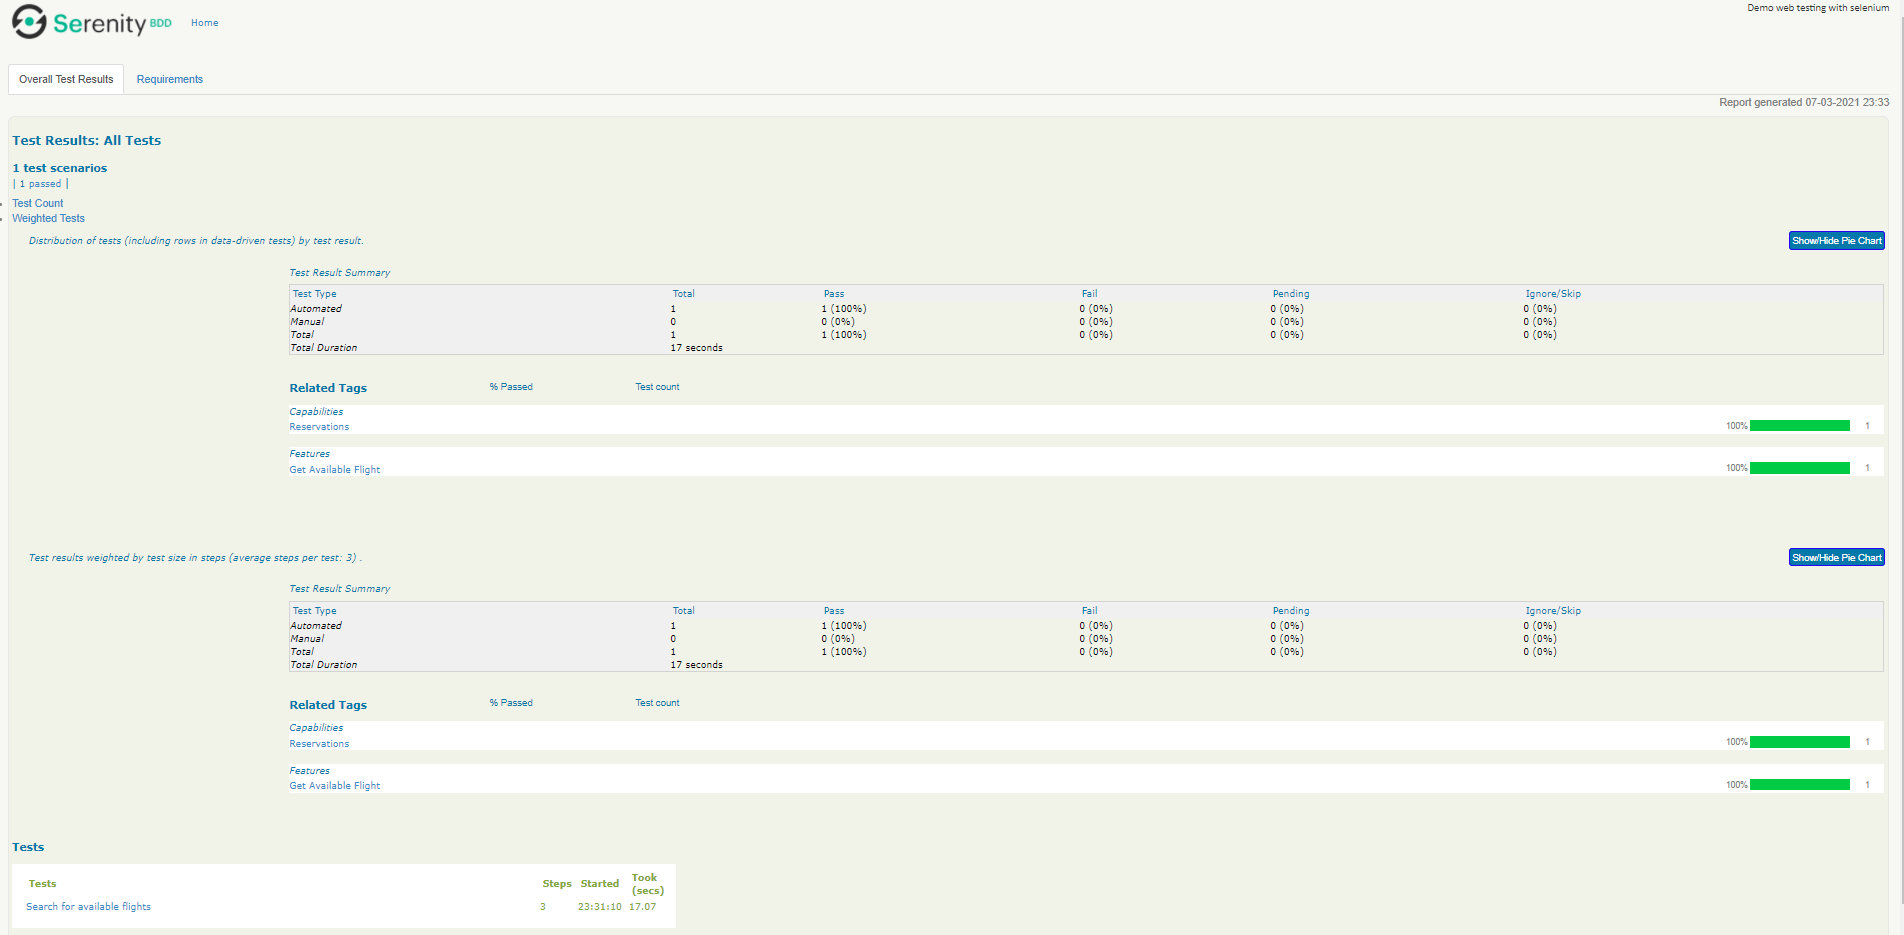 Demo web testing with selenium
Serenity BDD Home
Overall Test Results Requirements
Report generated 07-03-2021 23:33
Test Results: All Tests
1 test scenarios
| 1 passed |
Test Count
Weighted Tests
Distribution of tests (including rows in data-driven tests) by test result. Show/Hide Pie Chart
Test Result Summary
Test Type Total Pass Fail Pending Ignore/Skip
Automated 1 1 (100%) 0 (0%) 0 (0%) 0 (0%)
Manual 0 0 (0%) 0 (0%) 0 (0%) 0 (0%)
Total 1 1 (100%) 0 (0%) 0 (0%) 0 (0%)
Total Duration 17 seconds
Related Tags % Passed Test count
Capabilities
Reservations 100% 1
Features
Get Available Flight 100% 1
Test results weighted by test size in steps (average steps per test: 3) . Show/Hide Pie Chart
Test Result Summary
Test Type Total Pass Fail Pending Ignore/Skip
Automated 1 1 (100%) 0 (0%) 0 (0%) 0 (0%)
Manual 0 0 (0%) 0 (0%) 0 (0%) 0 (0%)
Total 1 1 (100%) 0 (0%) 0 (0%) 0 (0%)
Total Duration 17 seconds
Related Tags % Passed Test count
Capabilities
Reservations 100% 1
Features
Get Available Flight 100% 1
Tests
Tests Steps Started Took (secs)
Search for available flights 3 23:31:10 17.07